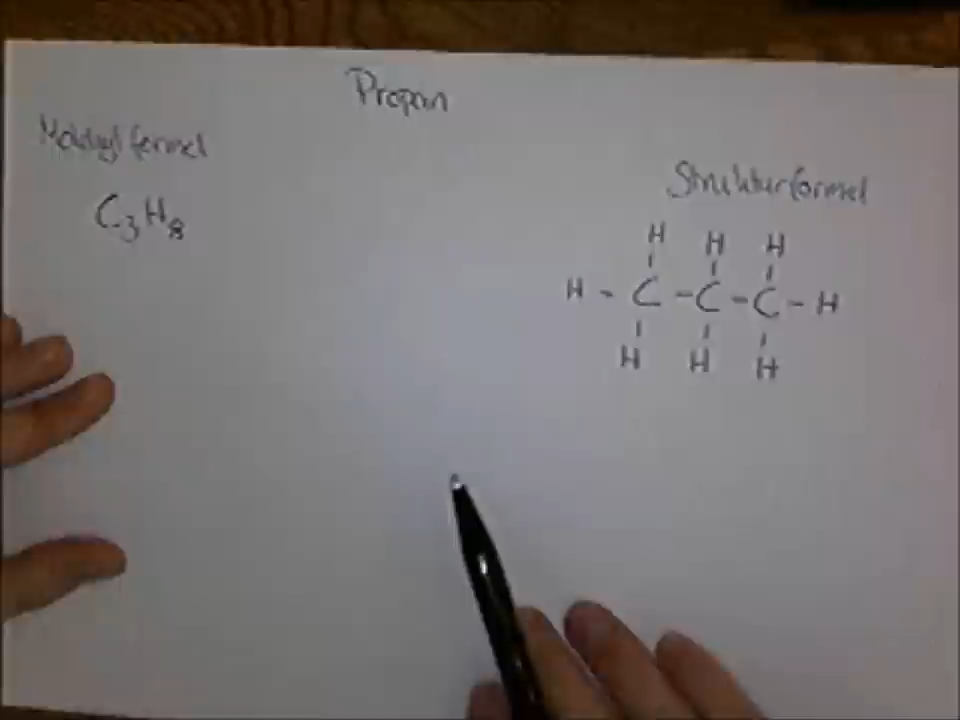 Propan
Molekylformel
Strukturformel
C3H8
H H H
H - C - C - C - H
H H H